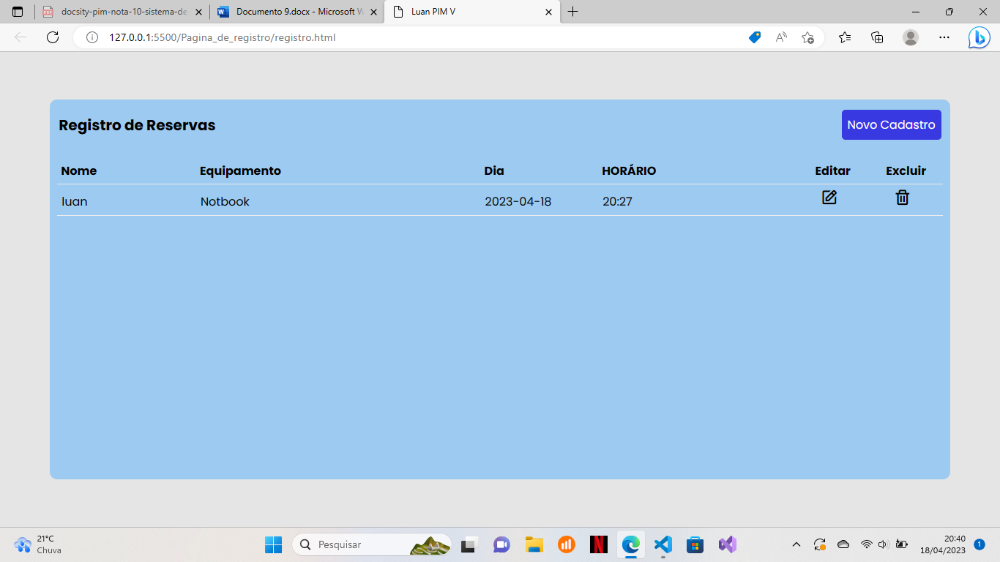 docsity-pim-nota-10-sistema-de
Documento 9.docx - Microsoft W
Luan PIM V
127.0.0.1:5500/Pagina_de_registro/registro.html
Registro de Reservas
Novo Cadastro
Nome Equipamento Dia HORÁRIO Editar Excluir
luan Notbook 2023-04-18 20:27
21°C
Chuva
Pesquisar
20:40
18/04/2023
1